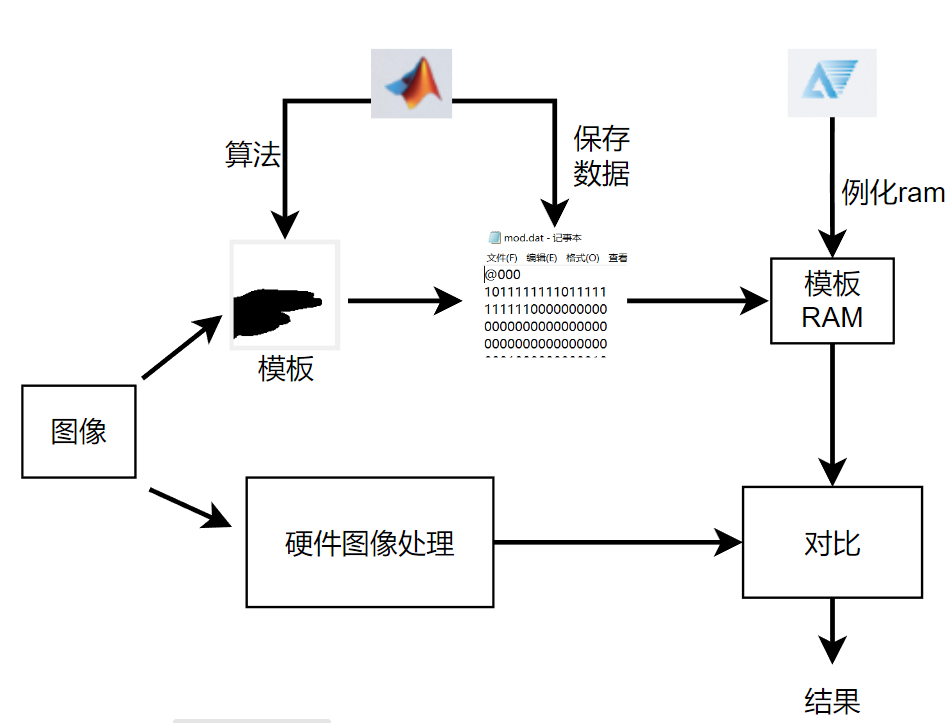 算法
保存
数据
例化ram
mod.dat - 记事本
文件(F) 编辑(E) 格式(O) 查看
@000
1011111111011111
1111110000000000
0000000000000000
0000000000000000
模板
RAM
模板
图像
硬件图像处理
对比
结果